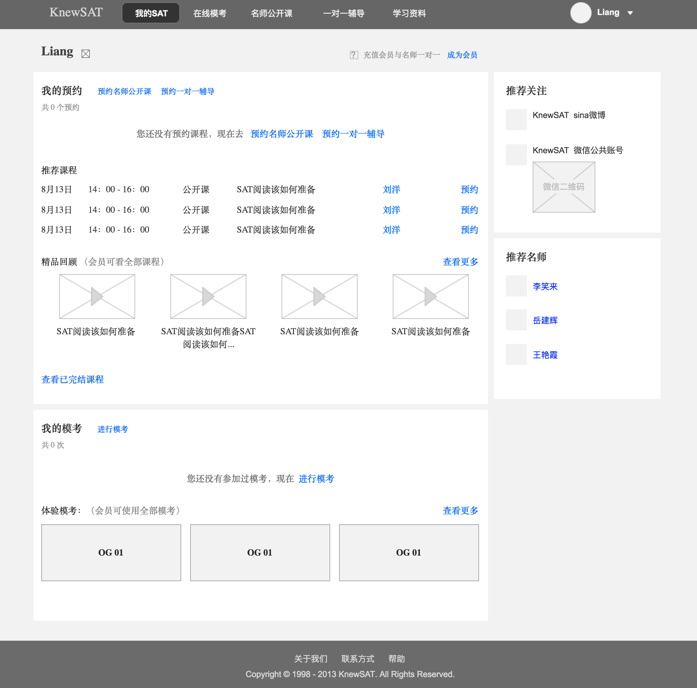 KnewSAT 我的SAT 在线模考 名师公开课 一对一辅导 学习资料 Liang
Liang
充值会员与名师一对一 成为会员
我的预约 预约名师公开课 预约一对一辅导
共 0 个预约
您还没有预约课程，现在去 预约名师公开课 预约一对一辅导
推荐课程
8月13日 14：00 - 16：00 公开课 SAT阅读该如何准备 刘洋 预约
8月13日 14：00 - 16：00 公开课 SAT阅读该如何准备 刘洋 预约
8月13日 14：00 - 16：00 公开课 SAT阅读该如何准备 刘洋 预约
精品回顾（会员可看全部课程） 查看更多
SAT阅读该如何准备 SAT阅读该如何准备SAT SAT阅读该如何准备 SAT阅读该如何准备
阅读该如何...
查看已完结课程
我的模考 进行模考
共 0 次
您还没有参加过模考，现在 进行模考
体验模考：（会员可使用全部模考） 查看更多
OG 01 OG 01 OG 01
推荐关注
KnewSAT sina微博
KnewSAT 微信公共账号
微信二维码
推荐名师
李笑来
岳建辉
王艳霞
关于我们 联系方式 帮助
Copyright © 1998 - 2013 KnewSAT. All Rights Reserved.